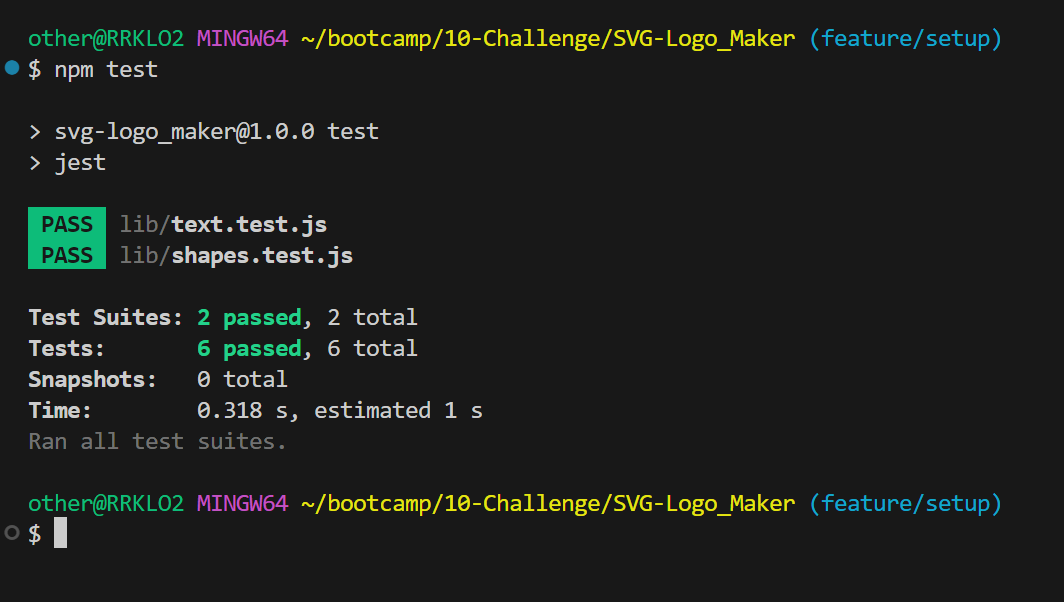 other@RRKLO2 MINGW64 ~/bootcamp/10-Challenge/SVG-Logo_Maker (feature/setup)
$ npm test
> svg-logo_maker@1.0.0 test
> jest
PASS lib/text.test.js
PASS lib/shapes.test.js
Test Suites: 2 passed, 2 total
Tests: 6 passed, 6 total
Snapshots: 0 total
Time: 0.318 s, estimated 1 s
Ran all test suites.
other@RRKLO2 MINGW64 ~/bootcamp/10-Challenge/SVG-Logo_Maker (feature/setup)
$